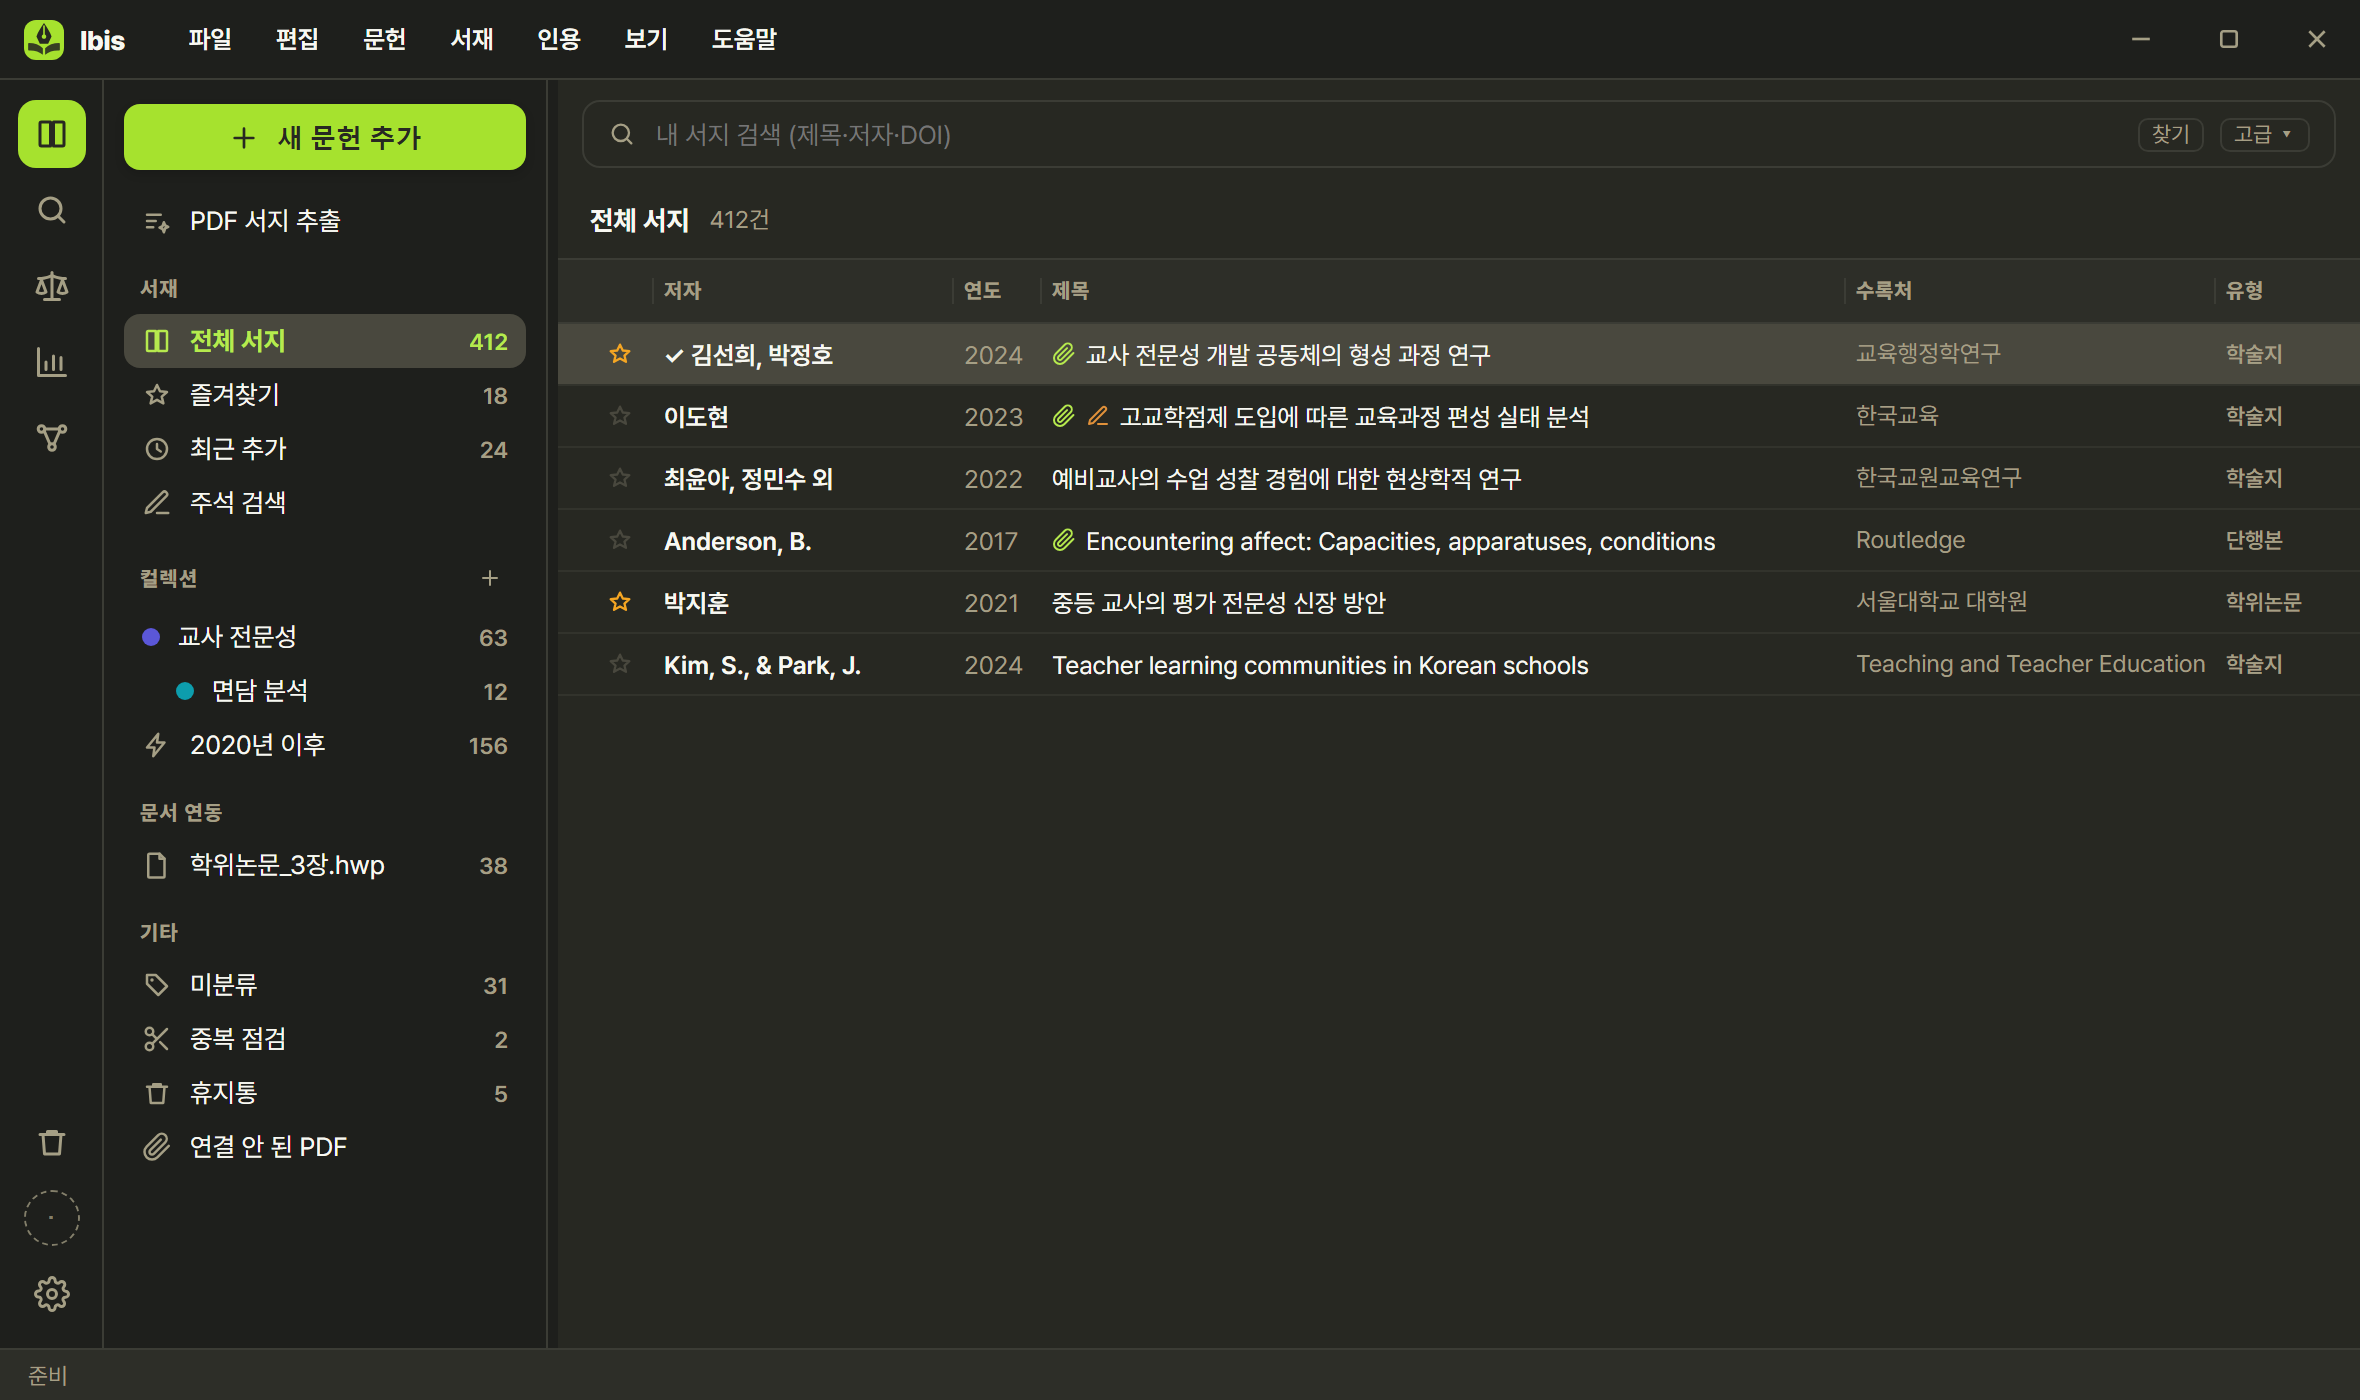 Ibis 파일 편집 문헌 서재 인용 보기 도움말
새 문헌 추가
PDF 서지 추출
서재
전체 서지 412
즐겨찾기 18
최근 추가 24
주석 검색
컬렉션
교사 전문성 63
면담 분석 12
2020년 이후 156
문서 연동
학위논문_3장.hwp 38
기타
미분류 31
중복 점검 2
휴지통 5
연결 안 된 PDF
내 서지 검색 (제목·저자·DOI) 찾기 고급 ▾
전체 서지 412건
저자 연도 제목 수록처 유형
✓ 김선희, 박정호 2024 교사 전문성 개발 공동체의 형성 과정 연구 교육행정학연구 학술지
이도현 2023 고교학점제 도입에 따른 교육과정 편성 실태 분석 한국교육 학술지
최윤아, 정민수 외 2022 예비교사의 수업 성찰 경험에 대한 현상학적 연구 한국교원교육연구 학술지
Anderson, B. 2017 Encountering affect: Capacities, apparatuses, conditions Routledge 단행본
박지훈 2021 중등 교사의 평가 전문성 신장 방안 서울대학교 대학원 학위논문
Kim, S., & Park, J. 2024 Teacher learning communities in Korean schools Teaching and Teacher Education 학술지
준비